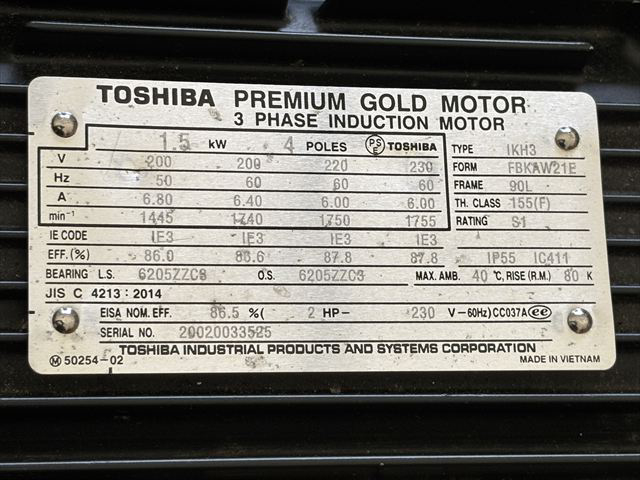 TOSHIBA PREMIUM GOLD MOTOR
3 PHASE INDUCTION MOTOR
1.5 kW 4 POLES PS E TOSHIBA TYPE IKH3
V 200 200 220 230 FORM FBKAW21E
Hz 50 60 60 60 FRAME 90L
A 6.80 6.40 6.00 6.00 TH. CLASS 155(F)
min⁻¹ 1445 1740 1750 1755 RATING S1
IE CODE IE3 IE3 IE3 IE3
EFF.(%) 86.0 86.6 87.8 87.8 IP55 IC411
BEARING L.S. 6205ZZC3 O.S. 6205ZZC3 MAX. AMB. 40 °C, RISE (R.M.) 80 K
JIS C 4213 : 2014
EISA NOM. EFF. 86.5 %( 2 HP- 230 V-60Hz) CC037A ee
SERIAL NO. 20020033525
TOSHIBA INDUSTRIAL PRODUCTS AND SYSTEMS CORPORATION
M 50254-02 MADE IN VIETNAM